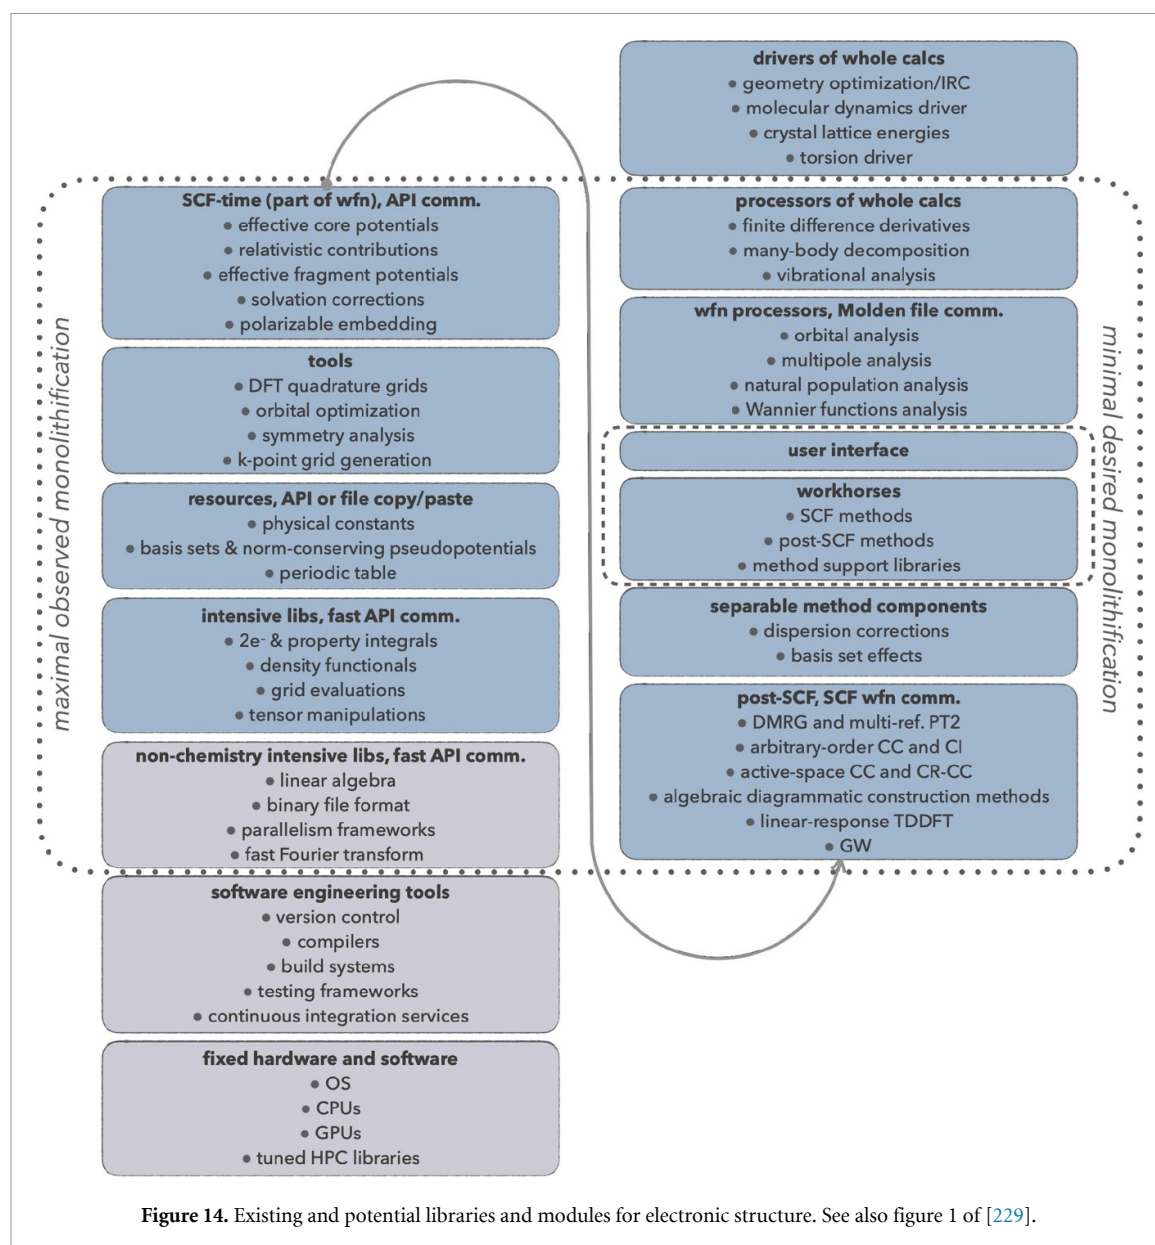 drivers of whole calcs
● geometry optimization/IRC
● molecular dynamics driver
● crystal lattice energies
● torsion driver
maximal observed monolithification
SCF-time (part of wfn), API comm.
● effective core potentials
● relativistic contributions
● effective fragment potentials
● solvation corrections
● polarizable embedding
tools
● DFT quadrature grids
● orbital optimization
● symmetry analysis
● k-point grid generation
resources, API or file copy/paste
● physical constants
● basis sets & norm-conserving pseudopotentials
● periodic table
intensive libs, fast API comm.
● 2e⁻ & property integrals
● density functionals
● grid evaluations
● tensor manipulations
non-chemistry intensive libs, fast API comm.
● linear algebra
● binary file format
● parallelism frameworks
● fast Fourier transform
software engineering tools
● version control
● compilers
● build systems
● testing frameworks
● continuous integration services
fixed hardware and software
● OS
● CPUs
● GPUs
● tuned HPC libraries
processors of whole calcs
● finite difference derivatives
● many-body decomposition
● vibrational analysis
wfn processors, Molden file comm.
● orbital analysis
● multipole analysis
● natural population analysis
● Wannier functions analysis
user interface
workhorses
● SCF methods
● post-SCF methods
● method support libraries
separable method components
● dispersion corrections
● basis set effects
post-SCF, SCF wfn comm.
● DMRG and multi-ref. PT2
● arbitrary-order CC and CI
● active-space CC and CR-CC
● algebraic diagrammatic construction methods
● linear-response TDDFT
● GW
minimal desired monolithification
Figure 14. Existing and potential libraries and modules for electronic structure. See also figure 1 of [229].